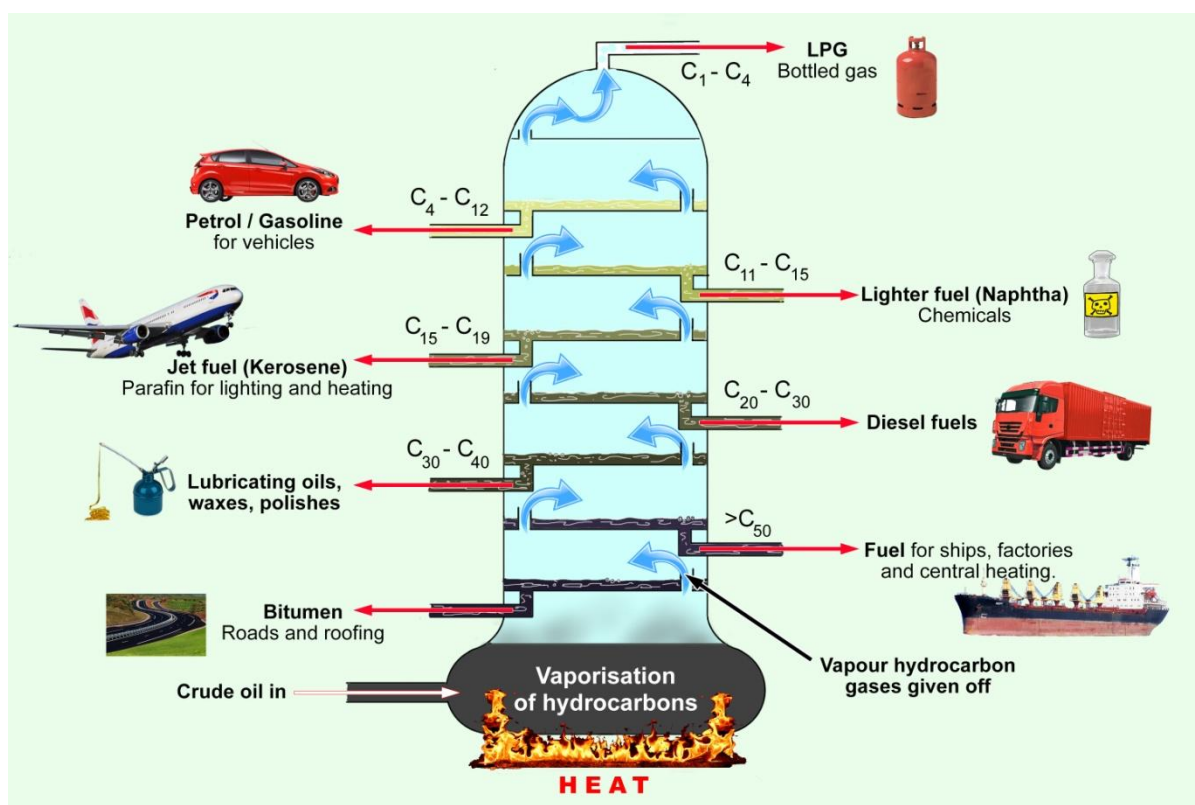 LPG
Bottled gas
C₁ - C₄
C₄ - C₁₂
Petrol / Gasoline
for vehicles
C₁₁ - C₁₅
Lighter fuel (Naphtha)
Chemicals
C₁₅ - C₁₉
Jet fuel (Kerosene)
Parafin for lighting and heating
C₂₀ - C₃₀
Diesel fuels
C₃₀ - C₄₀
Lubricating oils,
waxes, polishes
>C₅₀
Fuel for ships, factories
and central heating.
Bitumen
Roads and roofing
Vapour hydrocarbon
gases given off
Crude oil in
Vaporisation
of hydrocarbons
HEAT